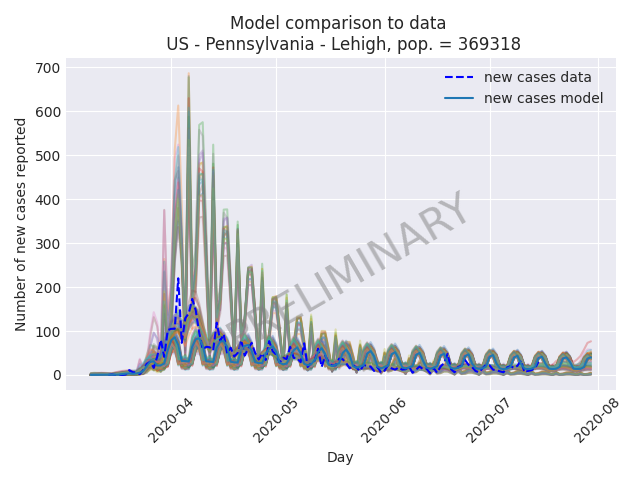 Model comparison to data
US - Pennsylvania - Lehigh, pop. = 369318
700
600
500
400
300
200
100
0
Number of new cases reported
new cases data
new cases model
PRELIMINARY
2020-04
2020-05
2020-06
2020-07
2020-08
Day